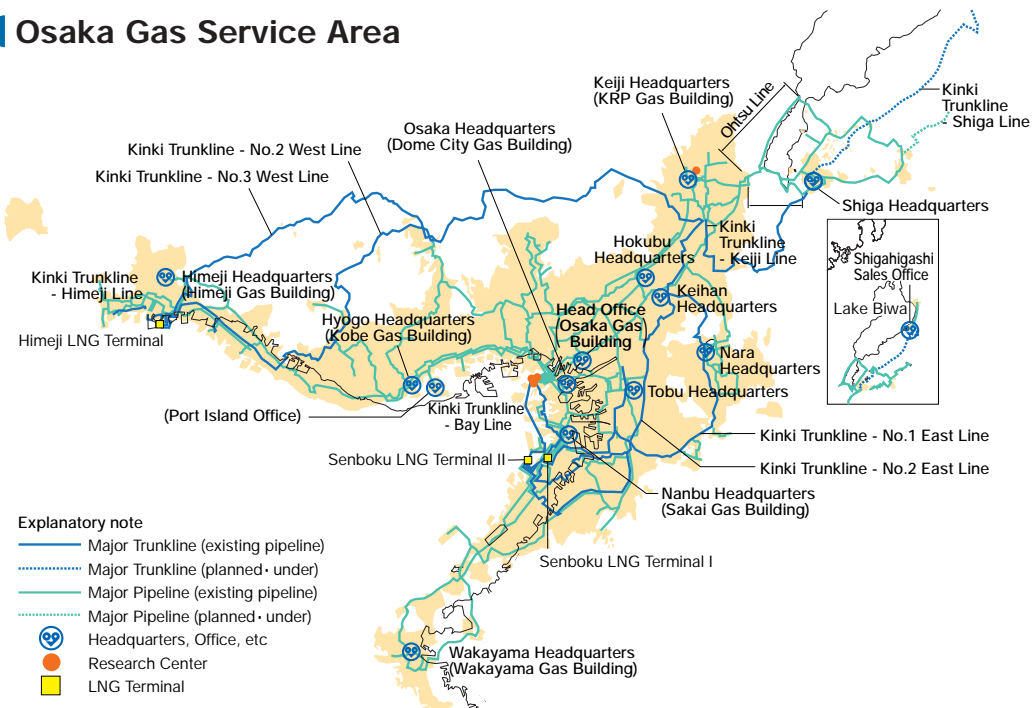 Osaka Gas Service Area
Keiji Headquarters
(KRP Gas Building)
Ohtsu Line
Kinki
Trunkline
- Shiga Line
Osaka Headquarters
(Dome City Gas Building)
Kinki Trunkline - No.2 West Line
Kinki Trunkline - No.3 West Line
Shiga Headquarters
Kinki
Trunkline
- Keiji Line
Hokubu
Headquarters
Shigahigashi
Sales Office
Lake Biwa
Kinki Trunkline
- Himeji Line
Himeji Headquarters
(Himeji Gas Building)
Keihan
Headquarters
Head Office
(Osaka Gas
Building)
Hyogo Headquarters
(Kobe Gas Building)
Himeji LNG Terminal
Nara
Headquarters
Tobu Headquarters
(Port Island Office)
Kinki Trunkline
- Bay Line
Kinki Trunkline - No.1 East Line
Senboku LNG Terminal II
Kinki Trunkline - No.2 East Line
Nanbu Headquarters
(Sakai Gas Building)
Senboku LNG Terminal I
Explanatory note
Major Trunkline (existing pipeline)
Major Trunkline (planned・under)
Major Pipeline (existing pipeline)
Major Pipeline (planned・under)
Headquarters, Office, etc
Research Center
LNG Terminal
Wakayama Headquarters
(Wakayama Gas Building)